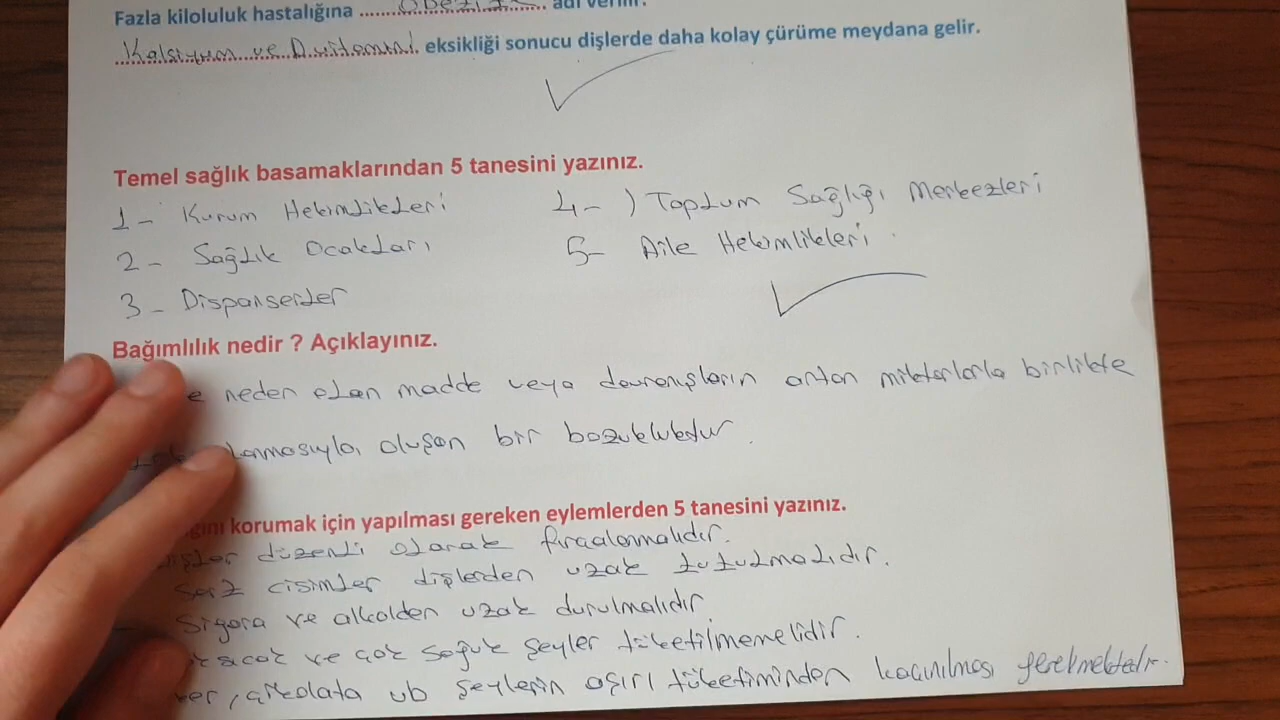 Fazla kiloluluk hastalığına ........ Obezite ........ adı verilir.
Kalsiyum ve D vitamini eksikliği sonucu dişlerde daha kolay çürüme meydana gelir.
Temel sağlık basamaklarından 5 tanesini yazınız.
1 - Kurum Hekimlikleri
2 - Sağlık Ocakları
3 - Dispanserler
4 - ) Toplum Sağlığı Merkezleri
5 - Aile Hekimlikleri
Bağımlılık nedir ? Açıklayınız.
e neden olan madde veya davranışların artan miktarlarla birlikte
lanmasıyla oluşan bir bozukluktur.
korumak için yapılması gereken eylemlerden 5 tanesini yazınız.
düzenli olarak fırçalanmalıdır.
Sert cisimler dişlerden uzak tutulmalıdır.
Sigara ve alkolden uzak durulmalıdır
sıcak ve çok soğuk şeyler tüketilmemelidir.
er, çikolata vb şeylerin aşırı tüketiminden kaçınılması gerekmektedir.